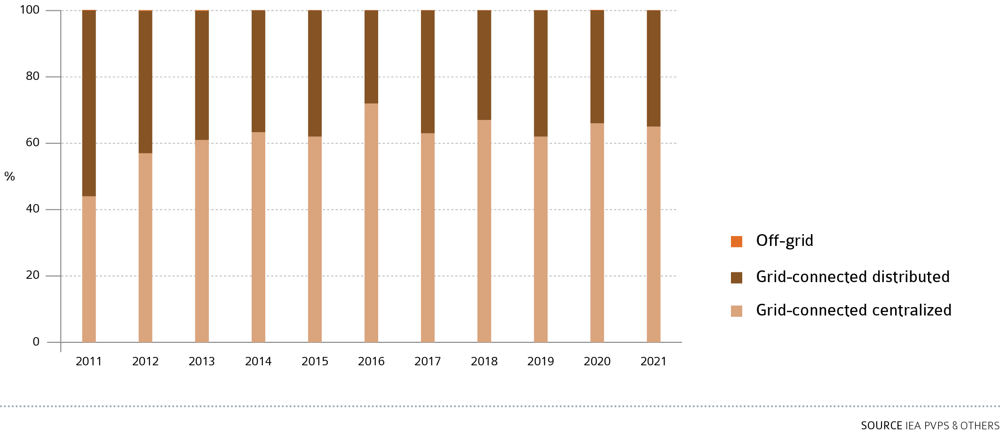 100
80
60
%
40
20
0
2011 2012 2013 2014 2015 2016 2017 2018 2019 2020 2021
Off-grid
Grid-connected distributed
Grid-connected centralized
SOURCE IEA PVPS & OTHERS